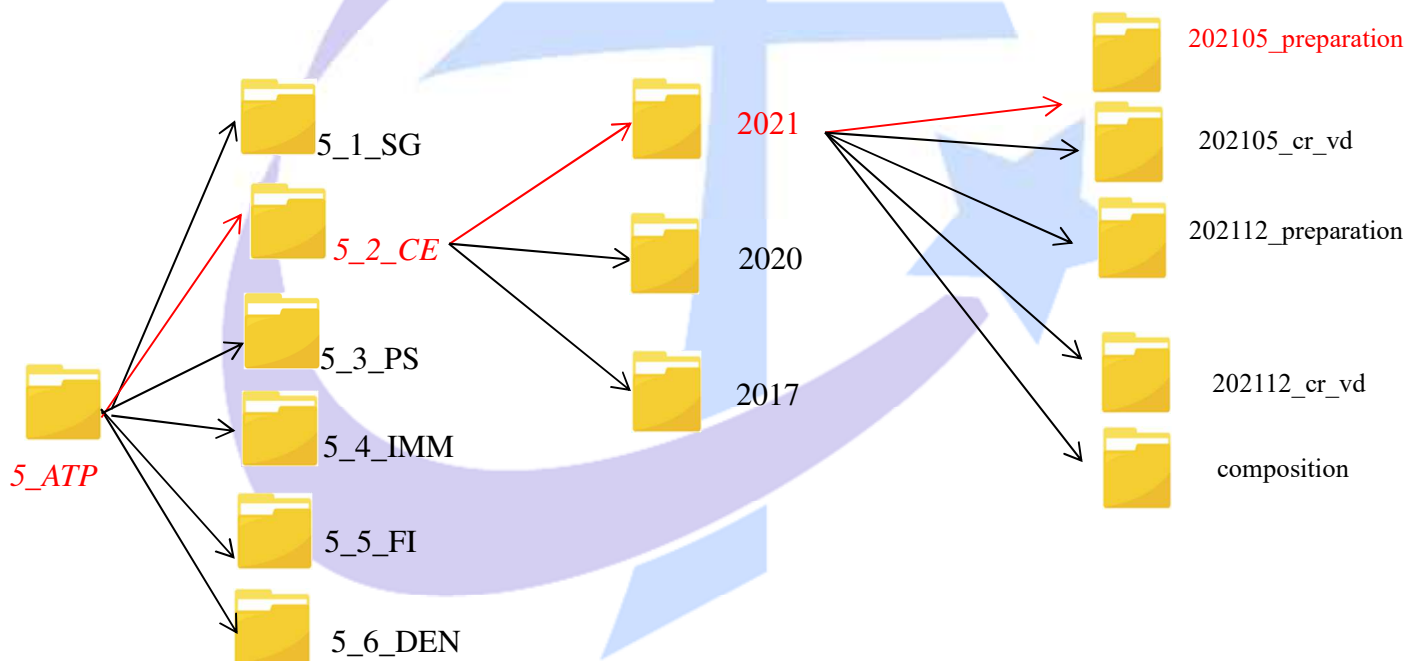 5_ATP
5_1_SG
5_2_CE
5_3_PS
5_4_IMM
5_5_FI
5_6_DEN
2021
2020
2017
202105_preparation
202105_cr_vd
202112_preparation
202112_cr_vd
composition